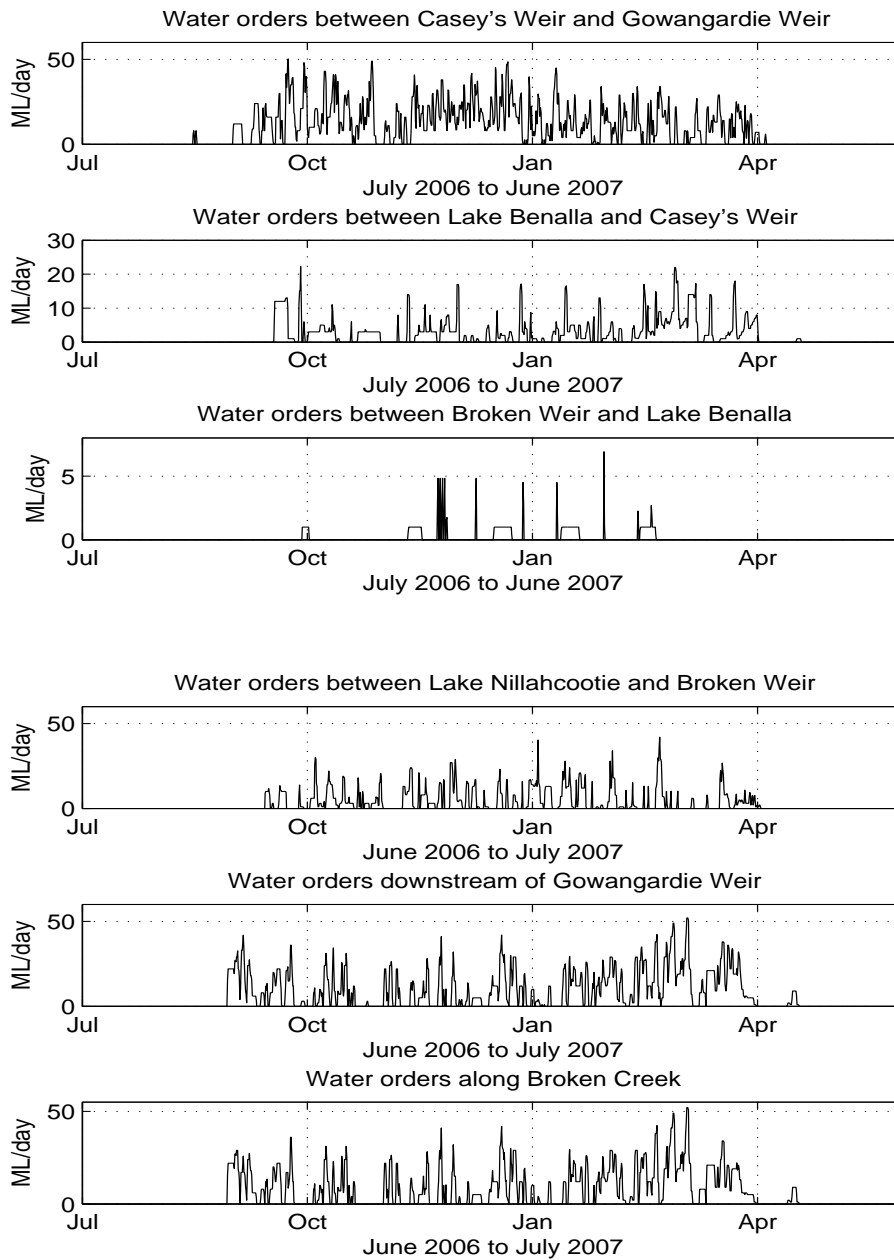 Water orders between Casey's Weir and Gowangardie Weir
50
0
ML/day
Jul Oct Jan Apr
July 2006 to June 2007
Water orders between Lake Benalla and Casey's Weir
30
20
10
0
ML/day
Jul Oct Jan Apr
July 2006 to June 2007
Water orders between Broken Weir and Lake Benalla
5
0
ML/day
Jul Oct Jan Apr
July 2006 to June 2007
Water orders between Lake Nillahcootie and Broken Weir
50
0
ML/day
Jul Oct Jan Apr
June 2006 to July 2007
Water orders downstream of Gowangardie Weir
50
0
ML/day
Jul Oct Jan Apr
June 2006 to July 2007
Water orders along Broken Creek
50
0
ML/day
Jul Oct Jan Apr
June 2006 to July 2007